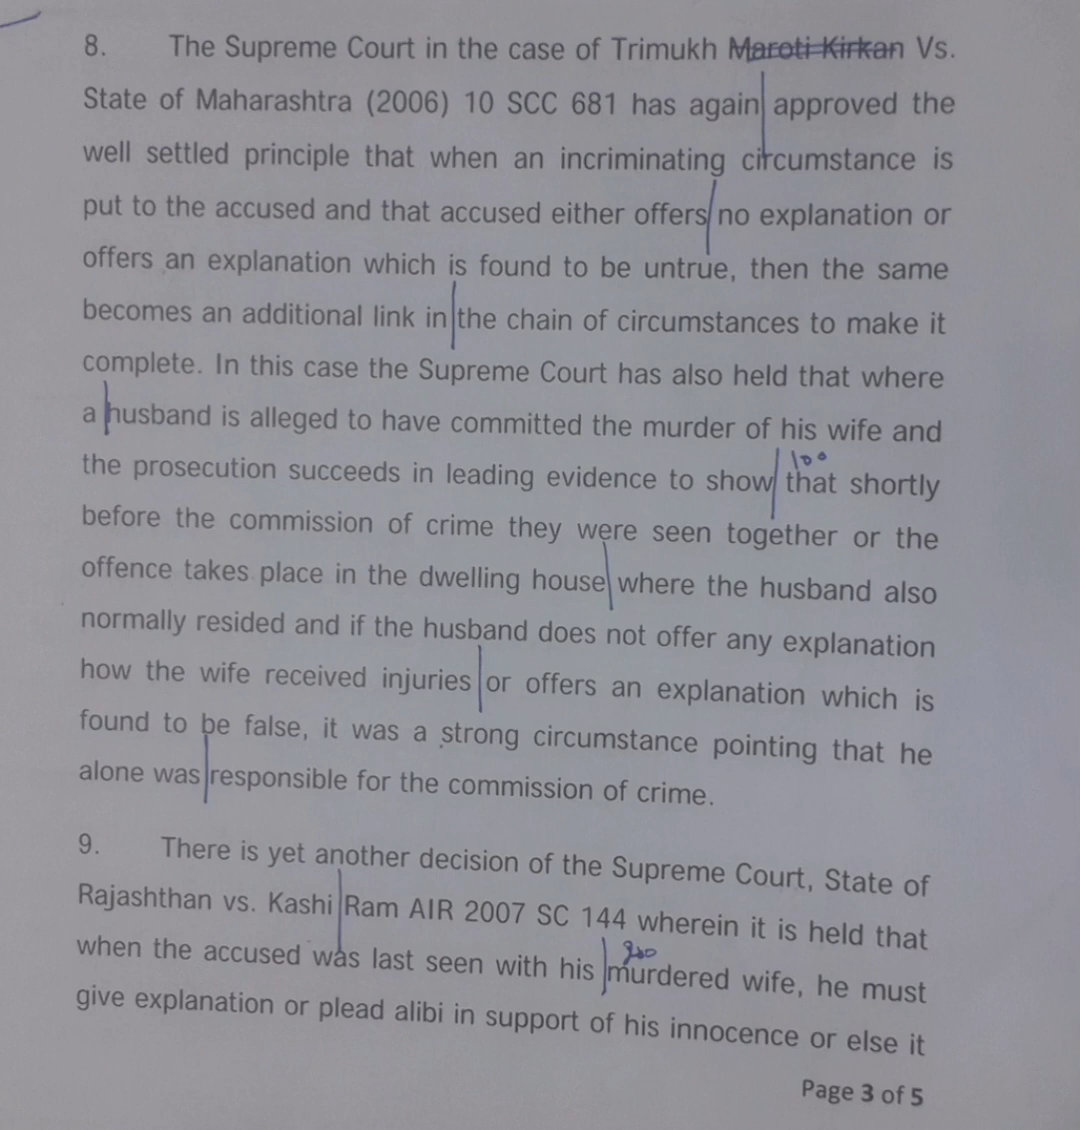 8. The Supreme Court in the case of Trimukh Maroti Kirkan Vs.
State of Maharashtra (2006) 10 SCC 681 has again approved the
well settled principle that when an incriminating circumstance is
put to the accused and that accused either offers no explanation or
offers an explanation which is found to be untrue, then the same
becomes an additional link in the chain of circumstances to make it
complete. In this case the Supreme Court has also held that where
a husband is alleged to have committed the murder of his wife and
100
the prosecution succeeds in leading evidence to show that shortly
before the commission of crime they were seen together or the
offence takes place in the dwelling house where the husband also
normally resided and if the husband does not offer any explanation
how the wife received injuries or offers an explanation which is
found to be false, it was a strong circumstance pointing that he
alone was responsible for the commission of crime.
9. There is yet another decision of the Supreme Court, State of
Rajashthan vs. Kashi Ram AIR 2007 SC 144 wherein it is held that
when the accused was last seen with his murdered wife, he must
give explanation or plead alibi in support of his innocence or else it
Page 3 of 5